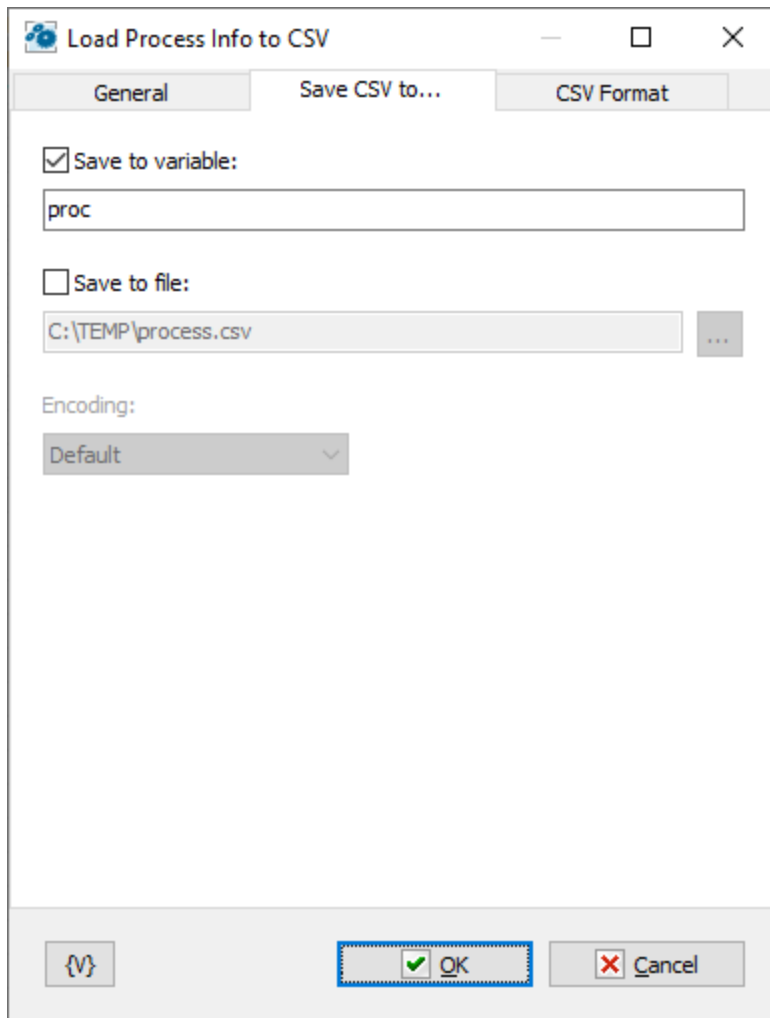 Load Process Info to CSV
General Save CSV to... CSV Format
Save to variable:
proc
Save to file:
C:\TEMP\process.csv ...
Encoding:
Default
{V} OK Cancel